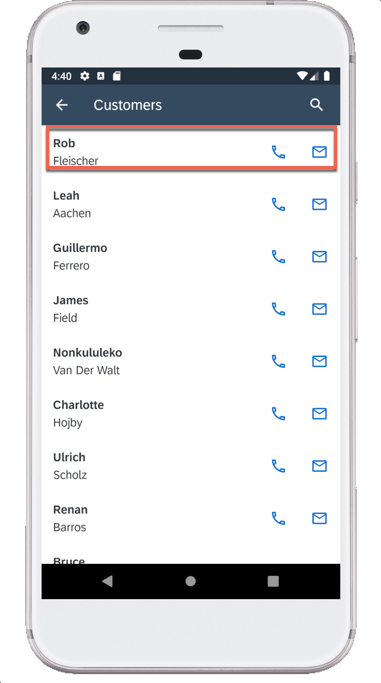 4:40
Customers
Rob
Fleischer
Leah
Aachen
Guillermo
Ferrero
James
Field
Nonkululeko
Van Der Walt
Charlotte
Hojby
Ulrich
Scholz
Renan
Barros
Bruce